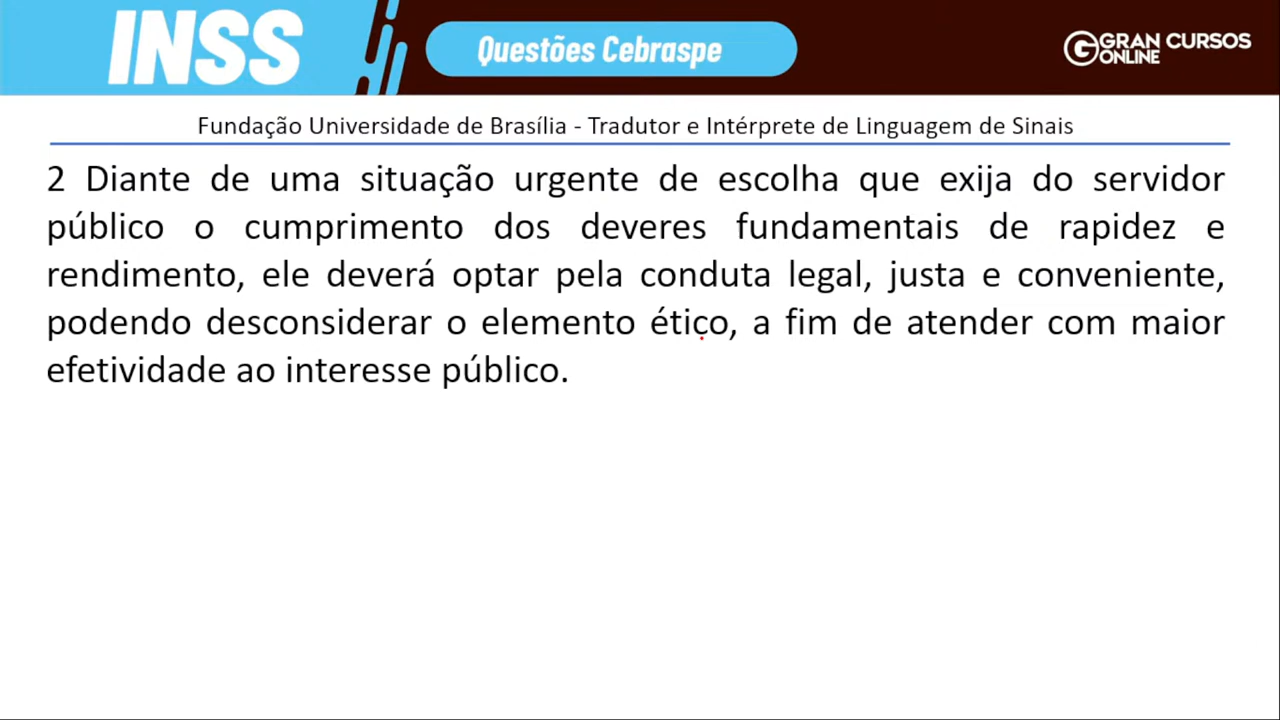 INSS
Questões Cebraspe
GRAN CURSOS
ONLINE
Fundação Universidade de Brasília - Tradutor e Intérprete de Linguagem de Sinais
2 Diante de uma situação urgente de escolha que exija do servidor
público o cumprimento dos deveres fundamentais de rapidez e
rendimento, ele deverá optar pela conduta legal, justa e conveniente,
podendo desconsiderar o elemento ético, a fim de atender com maior
efetividade ao interesse público.